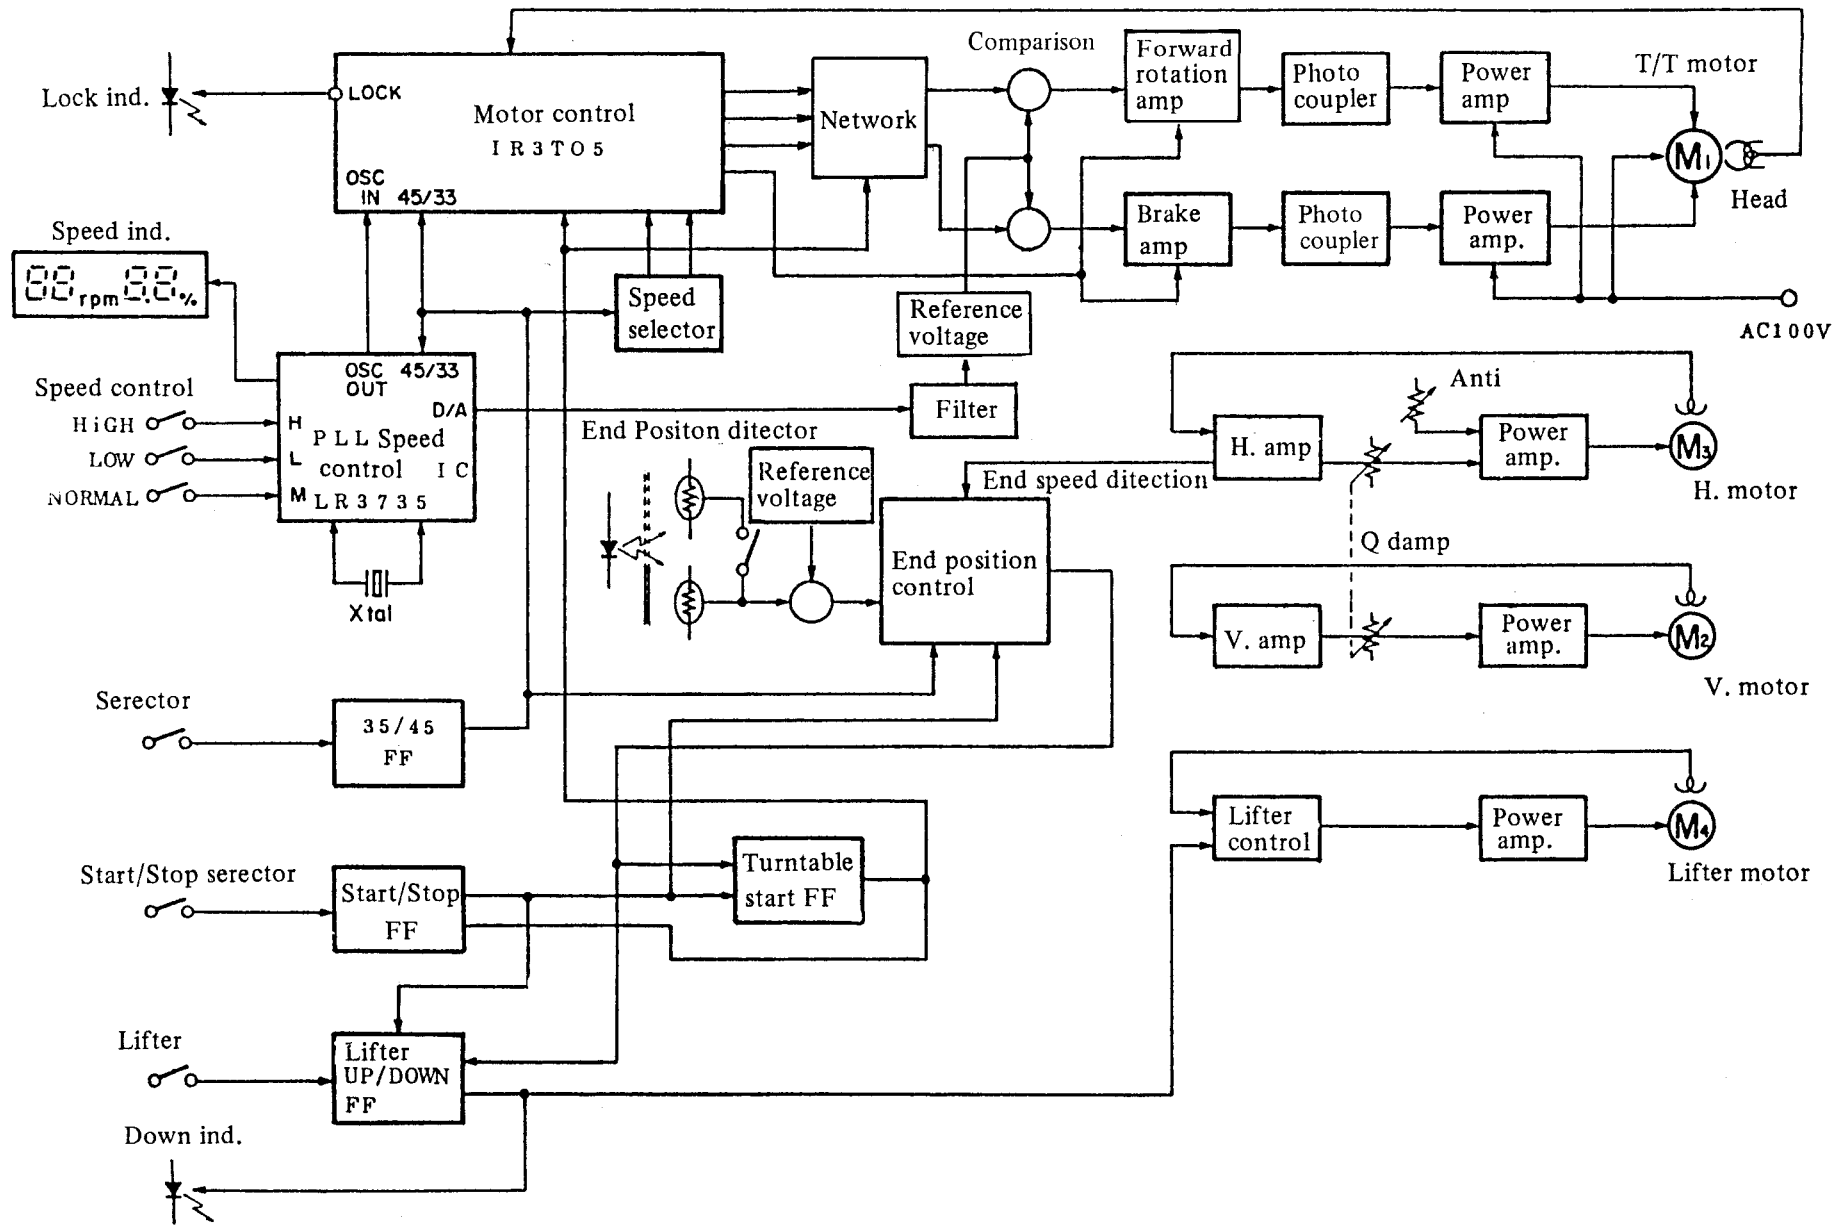 Comparison
Forward
rotation
amp
Photo
coupler
Power
amp
T/T motor
Lock ind.
LOCK
Motor control
IR3TO5
Network
M1
OSC
IN
45/33
Head
Brake
amp
Photo
coupler
Power
amp.
Speed ind.
88 rpm 8.8 %
Speed
selector
Reference
voltage
AC100V
OSC
OUT
45/33
Speed control
HiGH
H
D/A
Filter
Anti
PLL Speed
control IC
LR3735
LOW
L
NORMAL
M
End Positon ditector
Reference
voltage
End speed ditection
H. amp
Power
amp.
M3
H. motor
Q damp
End position
control
Xtal
V. amp
Power
amp.
M2
V. motor
Serector
35/45
FF
Lifter
control
Power
amp.
M4
Lifter motor
Turntable
start FF
Start/Stop serector
Start/Stop
FF
Lifter
Lifter
UP/DOWN
FF
Down ind.